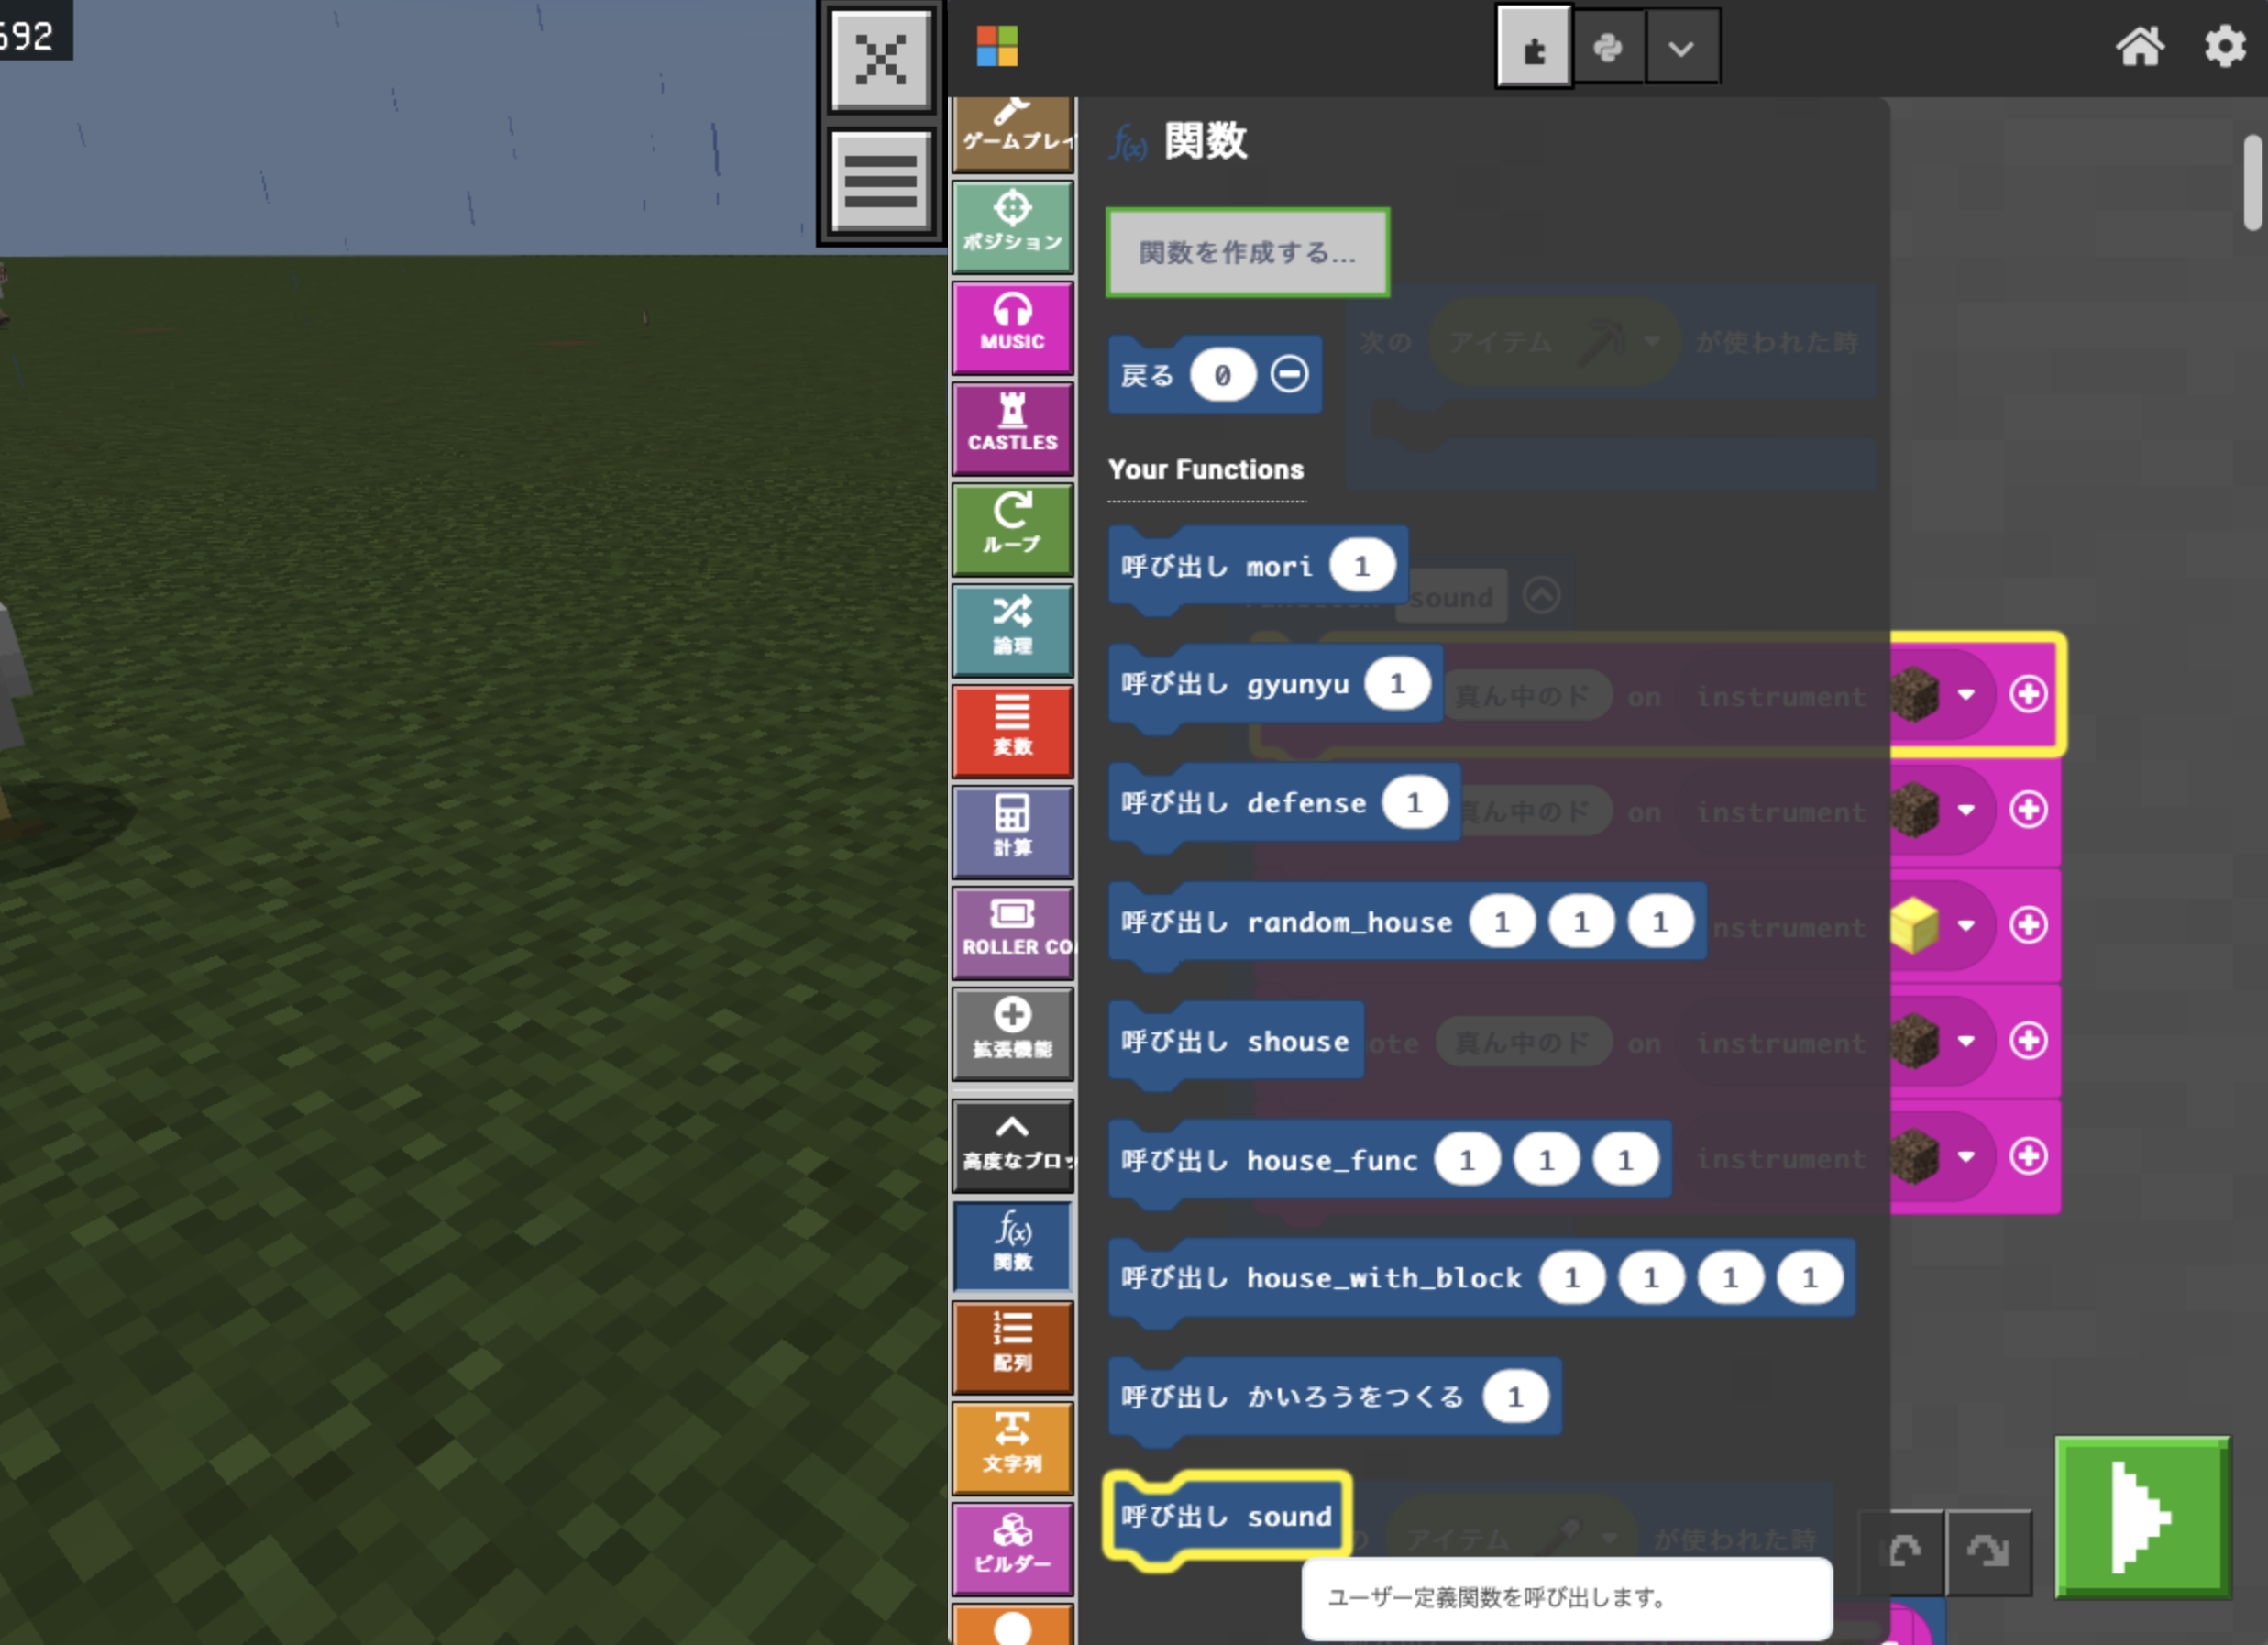 592
ゲームプレイ
ポジション
MUSIC
CASTLES
ループ
論理
変数
計算
ROLLER CO
拡張機能
高度なブロッ
f(x)
関数
配列
文字列
ビルダー
f(x) 関数
関数を作成する...
戻る 0
Your Functions
呼び出し mori 1
呼び出し gyunyu 1
呼び出し defense 1
呼び出し random_house 1 1 1
呼び出し shouse
呼び出し house_func 1 1 1
呼び出し house_with_block 1 1 1 1
呼び出し かいろうをつくる 1
呼び出し sound
ユーザー定義関数を呼び出します。
次の アイテム が使われた時
sound
真ん中のド on instrument
真ん中のド on instrument
nstrument
ote 真ん中のド on instrument
instrument
の アイテム が使われた時